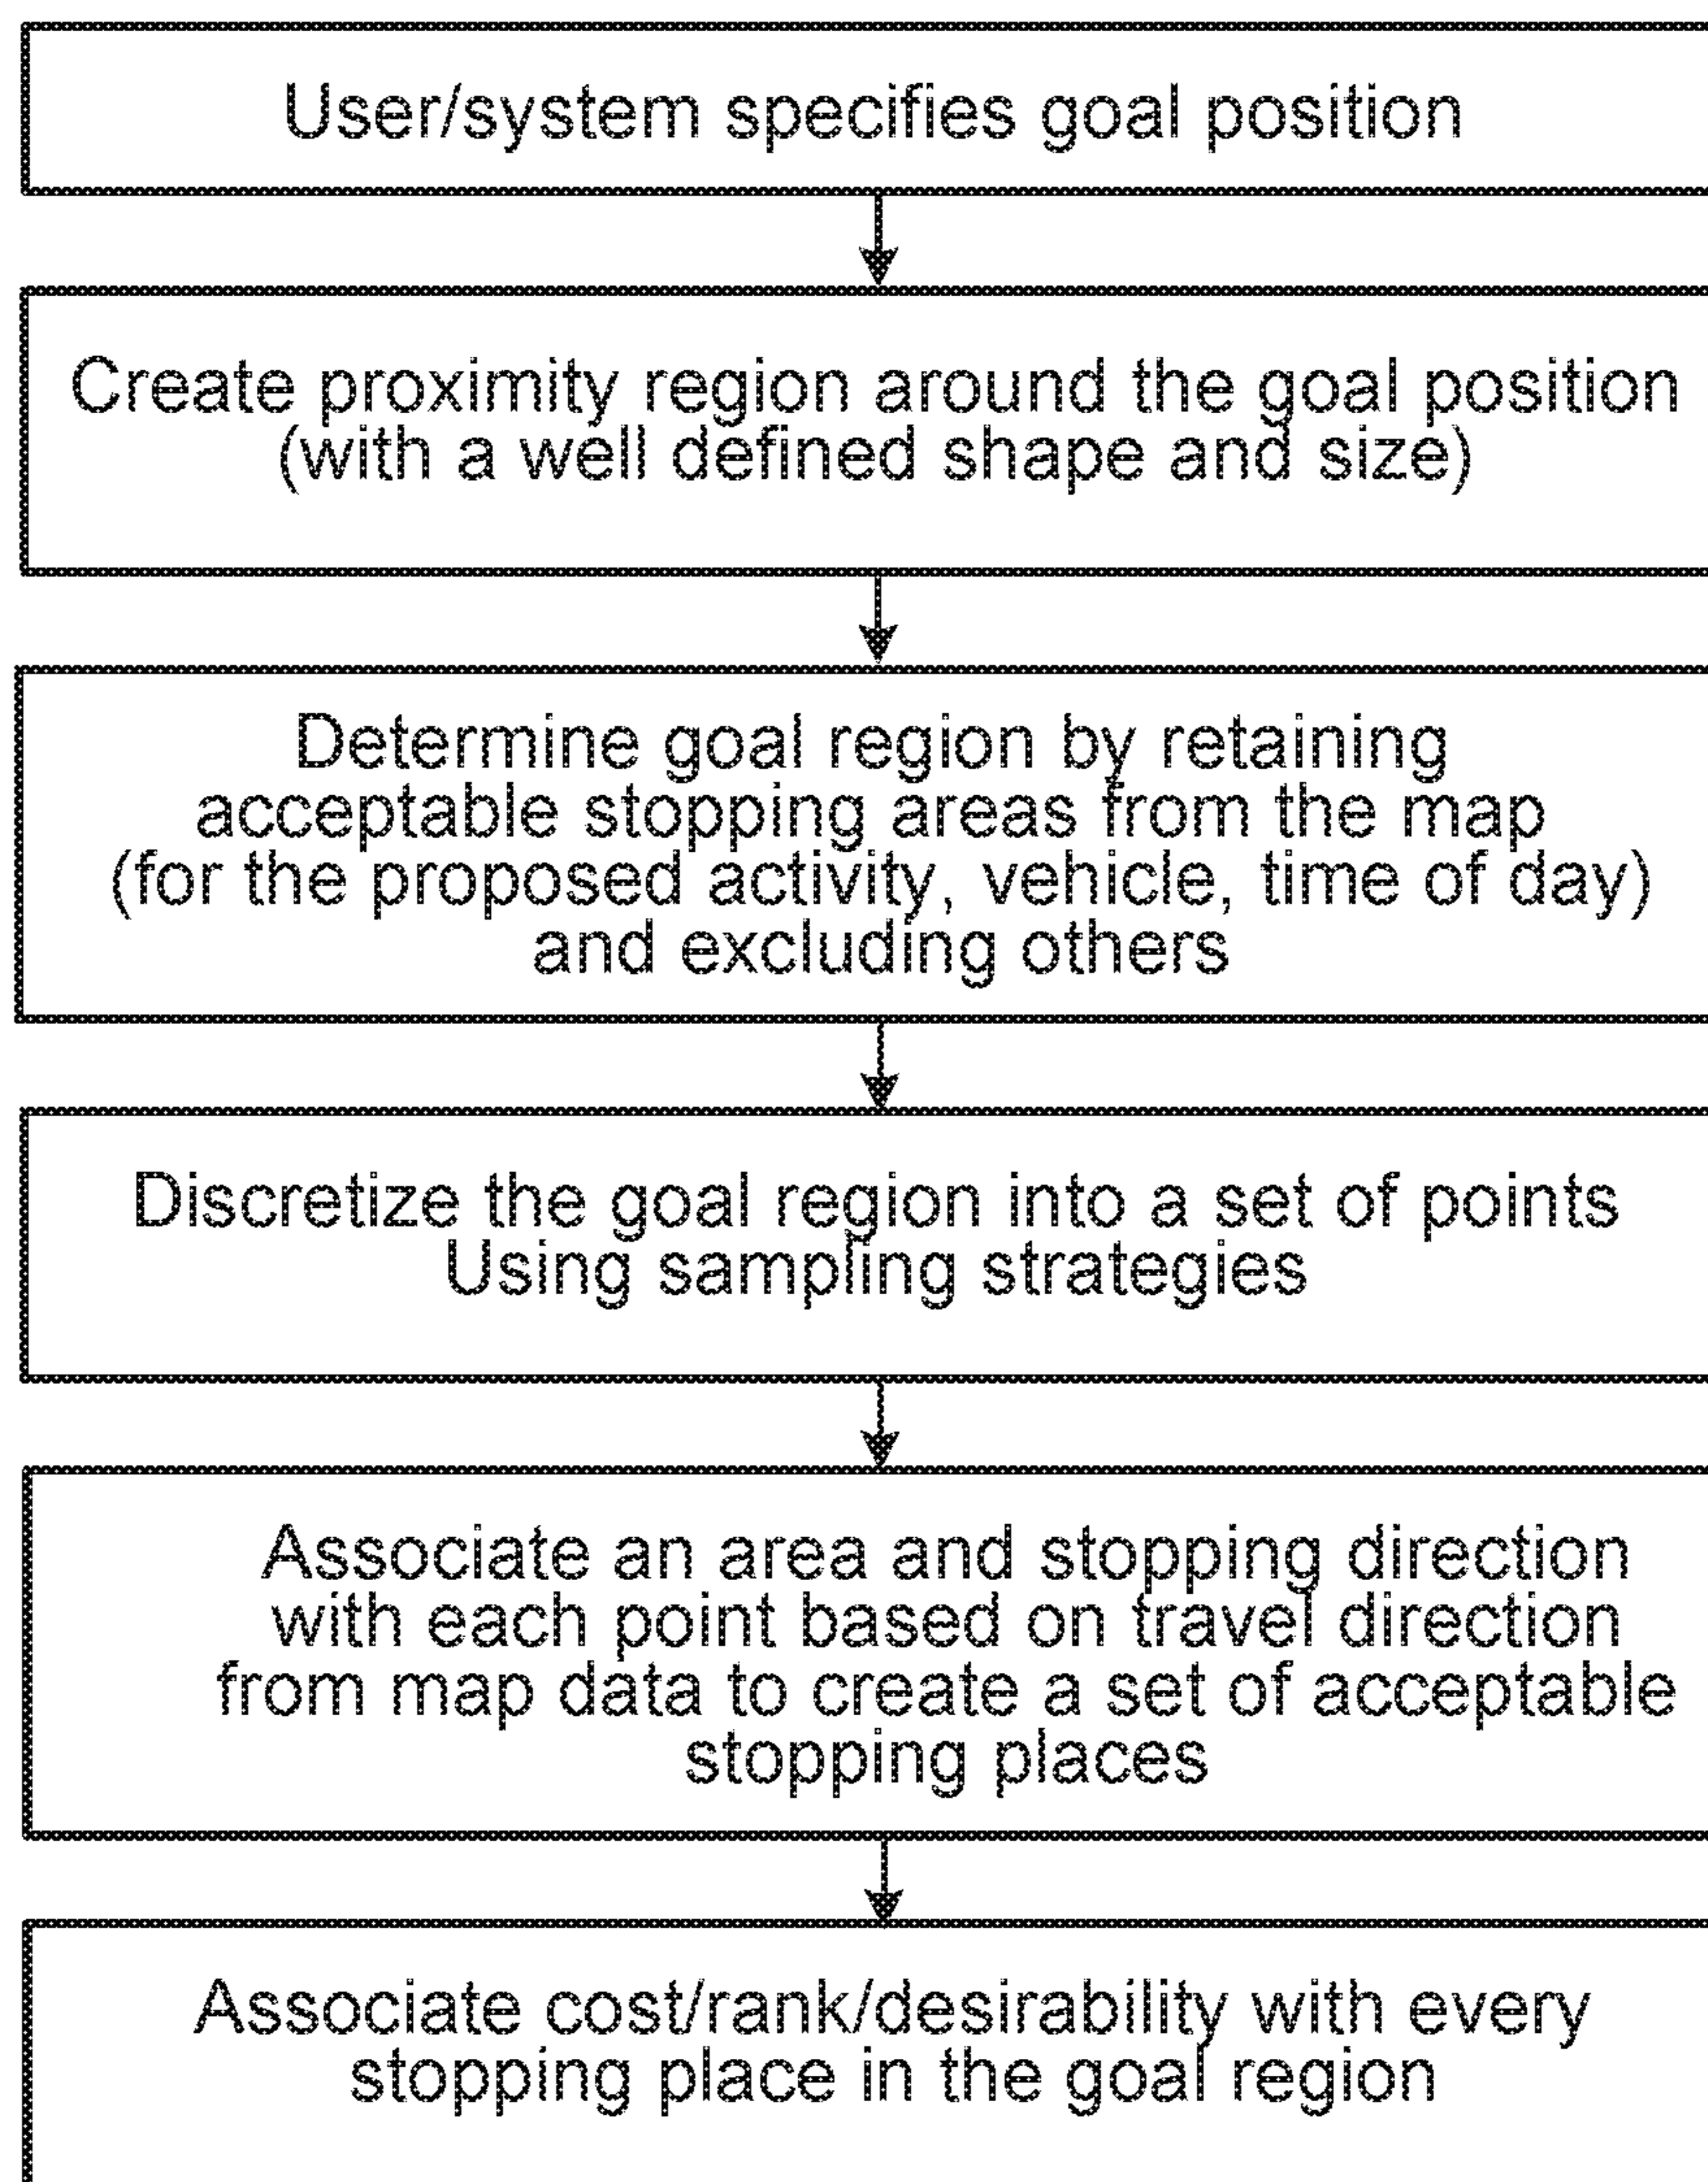 User/system specifies goal position
Create proximity region around the goal position
(with a well defined shape and size)
Determine goal region by retaining
acceptable stopping areas from the map
(for the proposed activity, vehicle, time of day)
and excluding others
Discretize the goal region into a set of points
Using sampling strategies
Associate an area and stopping direction
with each point based on travel direction
from map data to create a set of acceptable
stopping places
Associate cost/rank/desirability with every
stopping place in the goal region